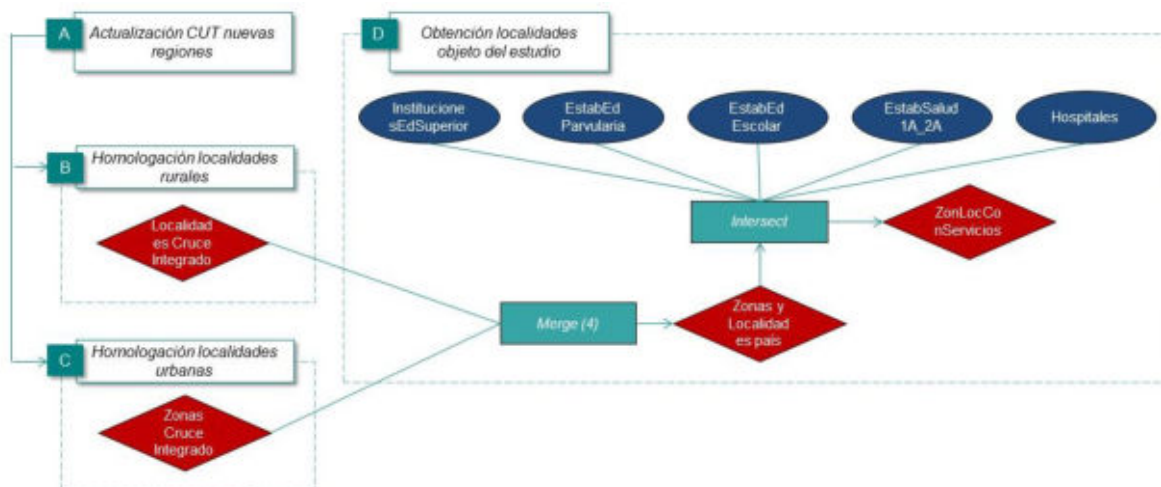 A
Actualización CUT nuevas
regiones
D
Obtención localidades
objeto del estudio
Institucione
sEdSuperior
EstabEd
Parvularia
EstabEd
Escolar
EstabSalud
1A_2A
Hospitales
B
Homologación localidades
rurales
Localidad
es Cruce
Integrado
Intersect
ZonLocCo
nServicios
Merge (4)
Zonas y
Localidad
es país
C
Homologación localidades
urbanas
Zonas
Cruce
Integrado